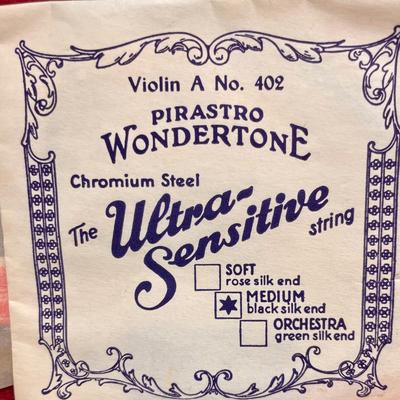 Violin A No. 402
PIRASTRO
WONDERTONE
Chromium Steel
The Ultra-
Sensitive string
SOFT
rose silk end
MEDIUM
black silk end
ORCHESTRA
green silk end